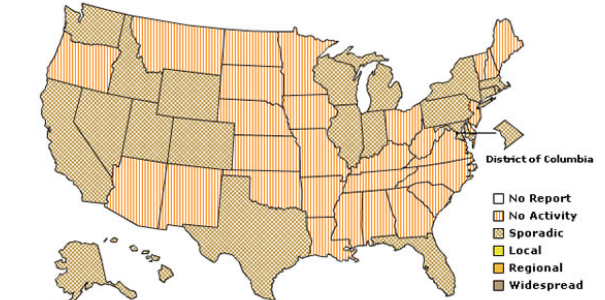 District of Columbia
No Report
No Activity
Sporadic
Local
Regional
Widespread